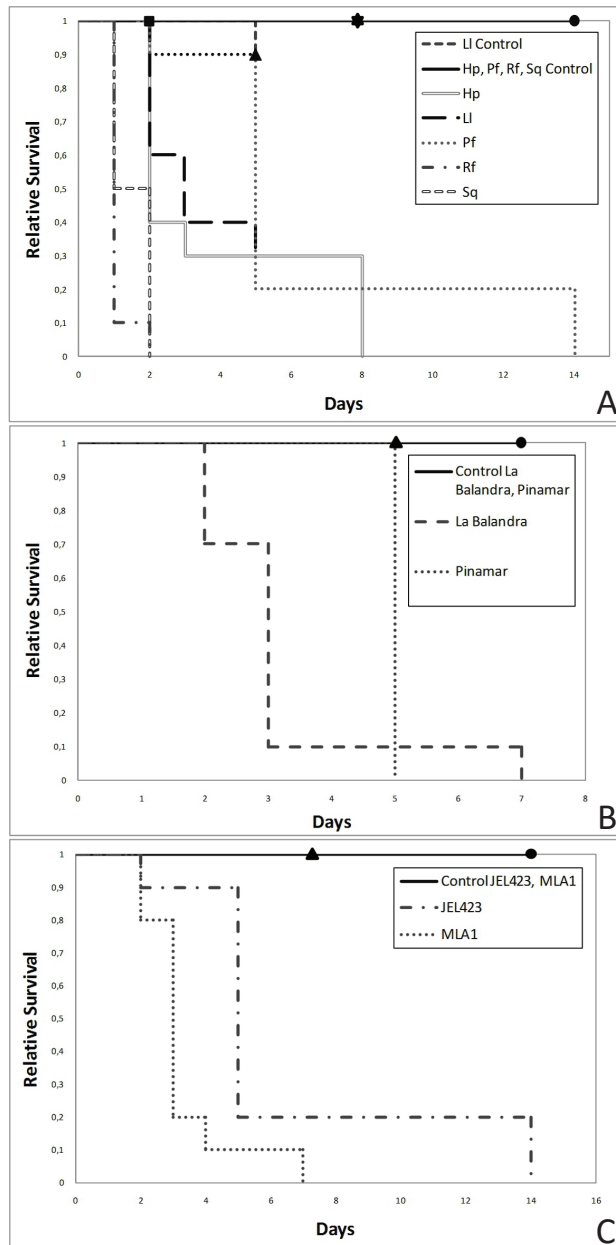 1
0,9
0,8
0,7
0,6
0,5
0,4
0,3
0,2
0,1
0
Relative Survival
0 2 4 6 8 10 12 14
Days
Ll Control
Hp, Pf, Rf, Sq Control
Hp
Ll
Pf
Rf
Sq
A
1
0,9
0,8
0,7
0,6
0,5
0,4
0,3
0,2
0,1
0
Relative Survival
0 1 2 3 4 5 6 7 8
Days
Control La
Balandra, Pinamar
La Balandra
Pinamar
B
1
0,9
0,8
0,7
0,6
0,5
0,4
0,3
0,2
0,1
0
Relative Survival
0 2 4 6 8 10 12 14 16
Days
Control JEL423, MLA1
JEL423
MLA1
C